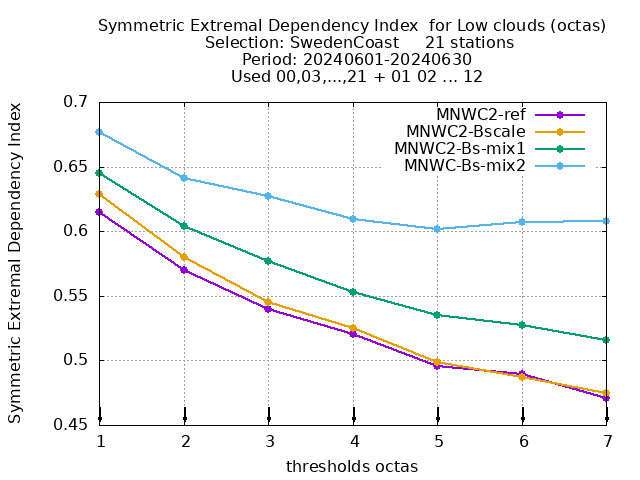 Symmetric Extremal Dependency Index  for Low clouds (octas)
Selection: SwedenCoast     21 stations
Period: 20240601-20240630
Used 00,03,...,21 + 01 02 ... 12
Symmetric Extremal Dependency Index
0.7
0.65
0.6
0.55
0.5
0.45
MNWC2-ref
MNWC2-Bscale
MNWC2-Bs-mix1
MNWC-Bs-mix2
1 2 3 4 5 6 7
thresholds octas